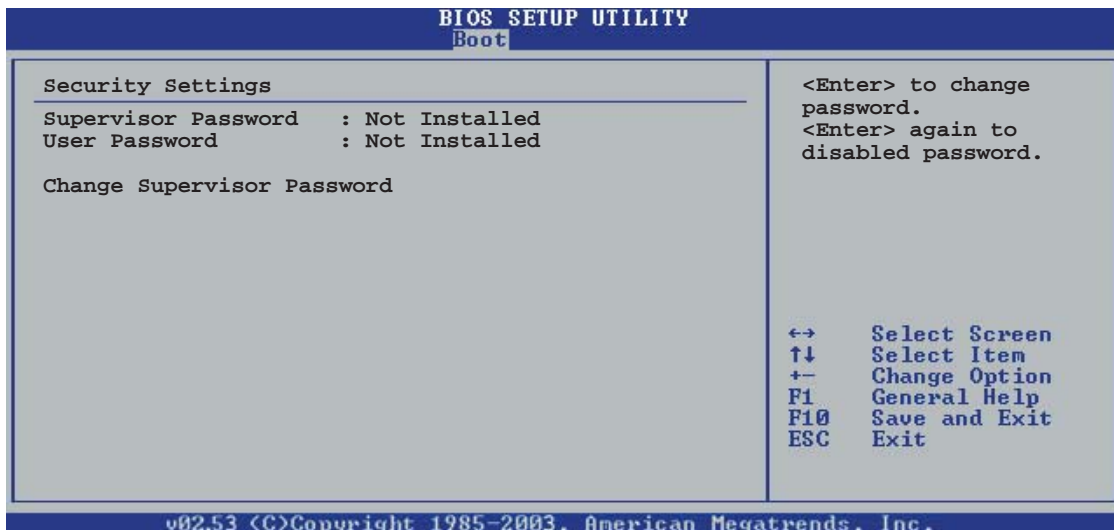 BIOS SETUP UTILITY
Boot
Security Settings
Supervisor Password : Not Installed
User Password : Not Installed
Change Supervisor Password
<Enter> to change
password.
<Enter> again to
disabled password.
←→ Select Screen
↑↓ Select Item
+- Change Option
F1 General Help
F10 Save and Exit
ESC Exit
v02.53 (C)Copyright 1985-2003, American Megatrends, Inc.